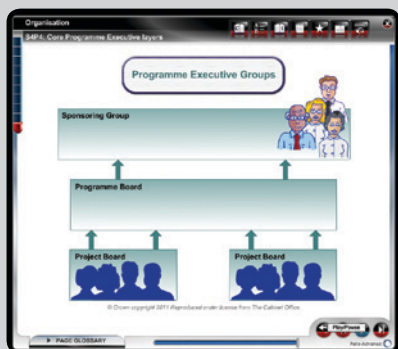 Organisation
S4P4: Core Programme Executive layers
Programme Executive Groups
Sponsoring Group
Programme Board
Project Board
Project Board
© Crown copyright 2011 Reproduced under license from The Cabinet Office.
Play/Pause
PAGE GLOSSARY